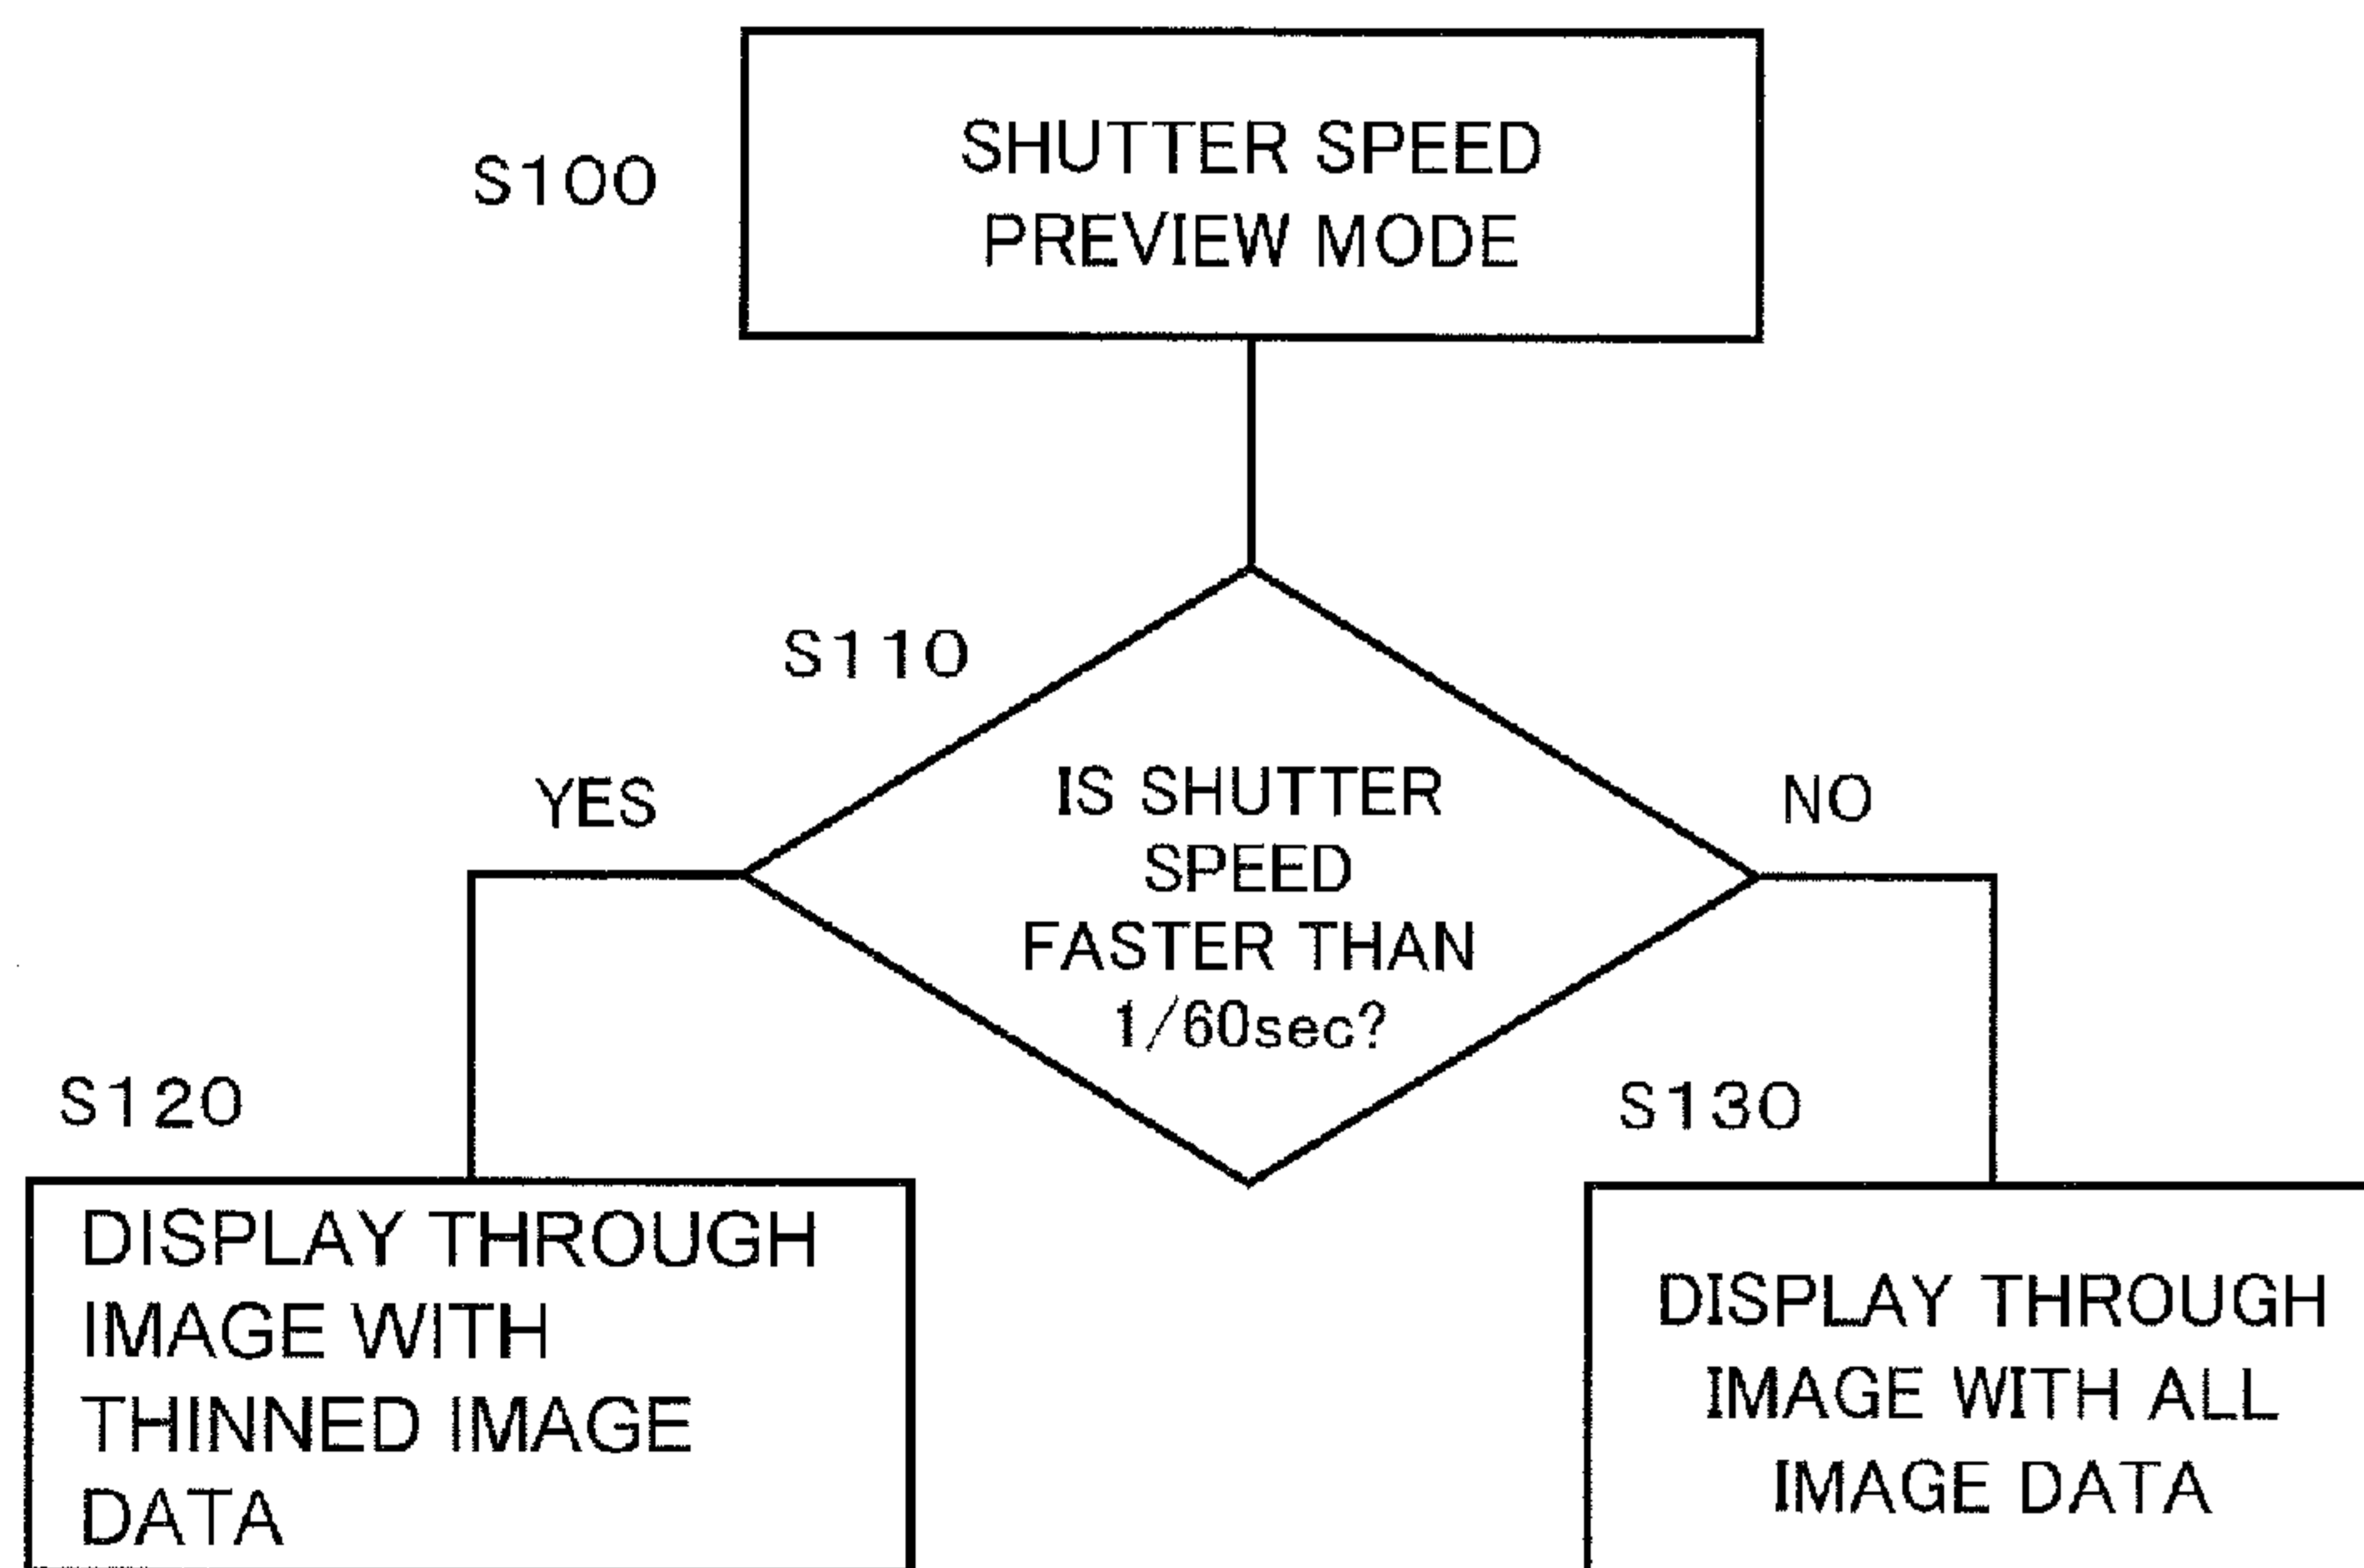 S100
SHUTTER SPEED
PREVIEW MODE
S110
IS SHUTTER
SPEED
FASTER THAN
1/60sec?
YES
NO
S120
DISPLAY THROUGH
IMAGE WITH
THINNED IMAGE
DATA
S130
DISPLAY THROUGH
IMAGE WITH ALL
IMAGE DATA